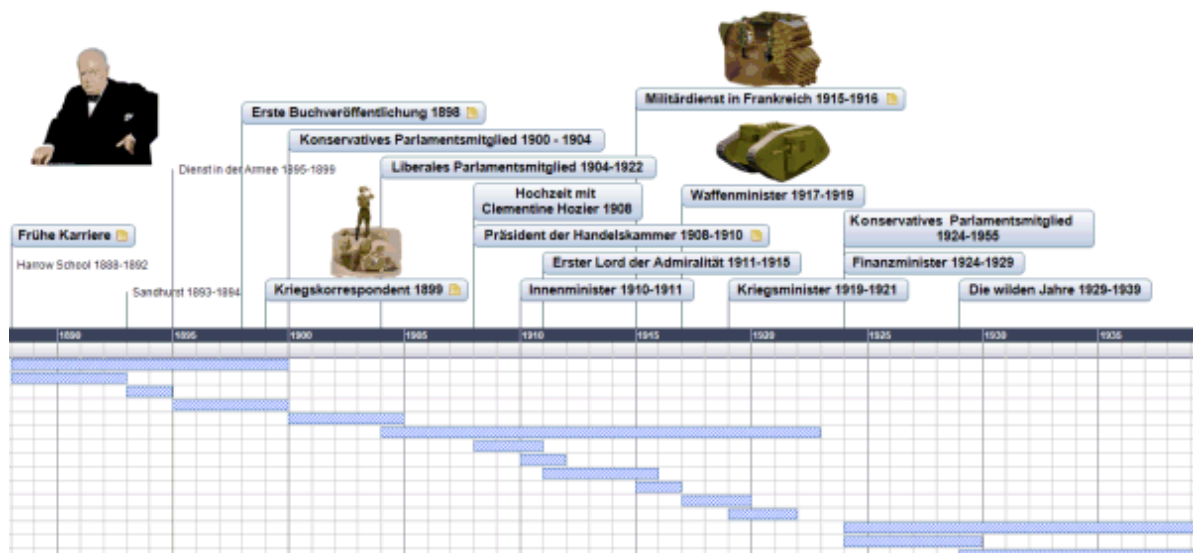 Militärdienst in Frankreich 1915-1916
Erste Buchveröffentlichung 1898
Konservatives Parlamentsmitglied 1900 - 1904
Dienst in der Armee 1895-1899
Liberales Parlamentsmitglied 1904-1922
Hochzeit mit
Clementine Hozier 1908
Waffenminister 1917-1919
Konservatives Parlamentsmitglied
1924-1955
Frühe Karriere
Präsident der Handelskammer 1908-1910
Harrow School 1888-1892
Erster Lord der Admiralität 1911-1915
Finanzminister 1924-1929
Sandhurst 1893-1894
Kriegskorrespondent 1899
Innenminister 1910-1911
Kriegsminister 1919-1921
Die wilden Jahre 1929-1939
1890 1895 1900 1905 1910 1915 1920 1925 1930 1935